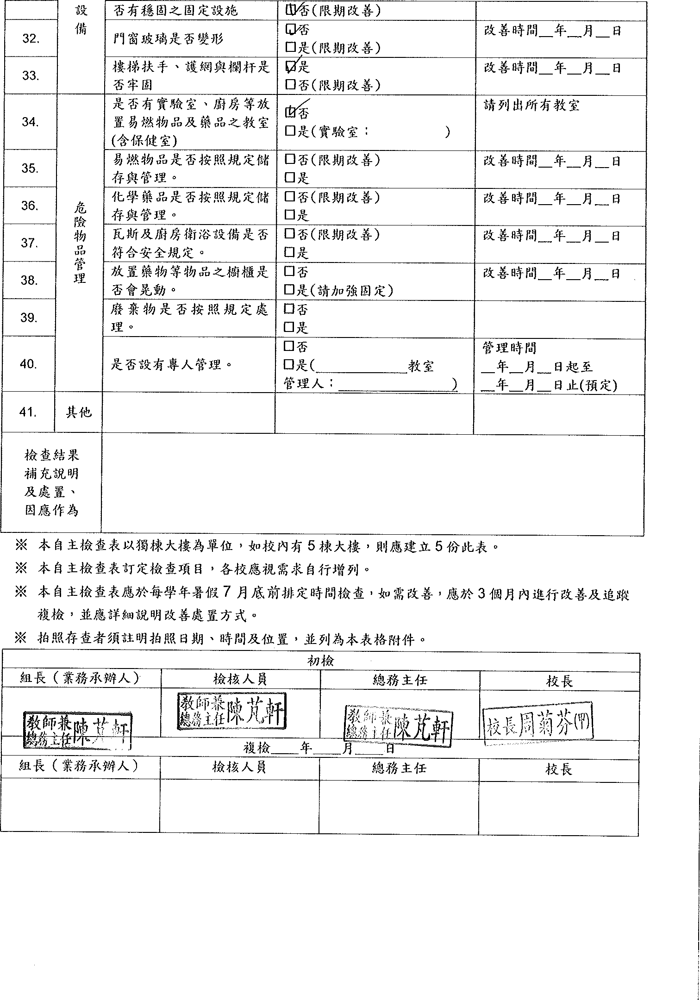 設備
否有穩固之固定設施
☑否(限期改善)
32.
門窗玻璃是否變形
☑否
□是(限期改善)
改善時間__年__月__日
33.
樓梯扶手、護網與欄杆是
否牢固
☑是
□否(限期改善)
改善時間__年__月__日
危險物品管理
34.
是否有實驗室、廚房等放
置易燃物品及藥品之教室
(含保健室)
☑否
□是(實驗室：　　　　　)
請列出所有教室
35.
易燃物品是否按照規定儲
存與管理。
□否(限期改善)
□是
改善時間__年__月__日
36.
化學藥品是否按照規定儲
存與管理。
□否(限期改善)
□是
改善時間__年__月__日
37.
瓦斯及廚房衛浴設備是否
符合安全規定。
□否(限期改善)
□是
改善時間__年__月__日
38.
放置藥物等物品之櫥櫃是
否會晃動。
□否
□是(請加強固定)
改善時間__年__月__日
39.
廢棄物是否按照規定處
理。
□否
□是
40.
是否設有專人管理。
□否
□是(____________教室
管理人：________________)
管理時間
__年__月__日起至
__年__月__日止(預定)
41.
其他
檢查結果
補充說明
及處置、
因應作為
※ 本自主檢查表以獨棟大樓為單位，如校內有 5 棟大樓，則應建立 5 份此表。
※ 本自主檢查表訂定檢查項目，各校應視需求自行增列。
※ 本自主檢查表應於每學年暑假 7 月底前排定時間檢查，如需改善，應於 3 個月內進行改善及追蹤
複檢，並應詳細說明改善處置方式。
※ 拍照存查者須註明拍照日期、時間及位置，並列為本表格附件。
初檢
組長（業務承辦人）
檢核人員
總務主任
校長
教師兼
總務主任
陳芃軒
教師兼
總務主任
陳芃軒
教師兼
總務主任
陳芃軒
校長周菊芬(甲)
複檢____年____月____日
組長（業務承辦人）
檢核人員
總務主任
校長